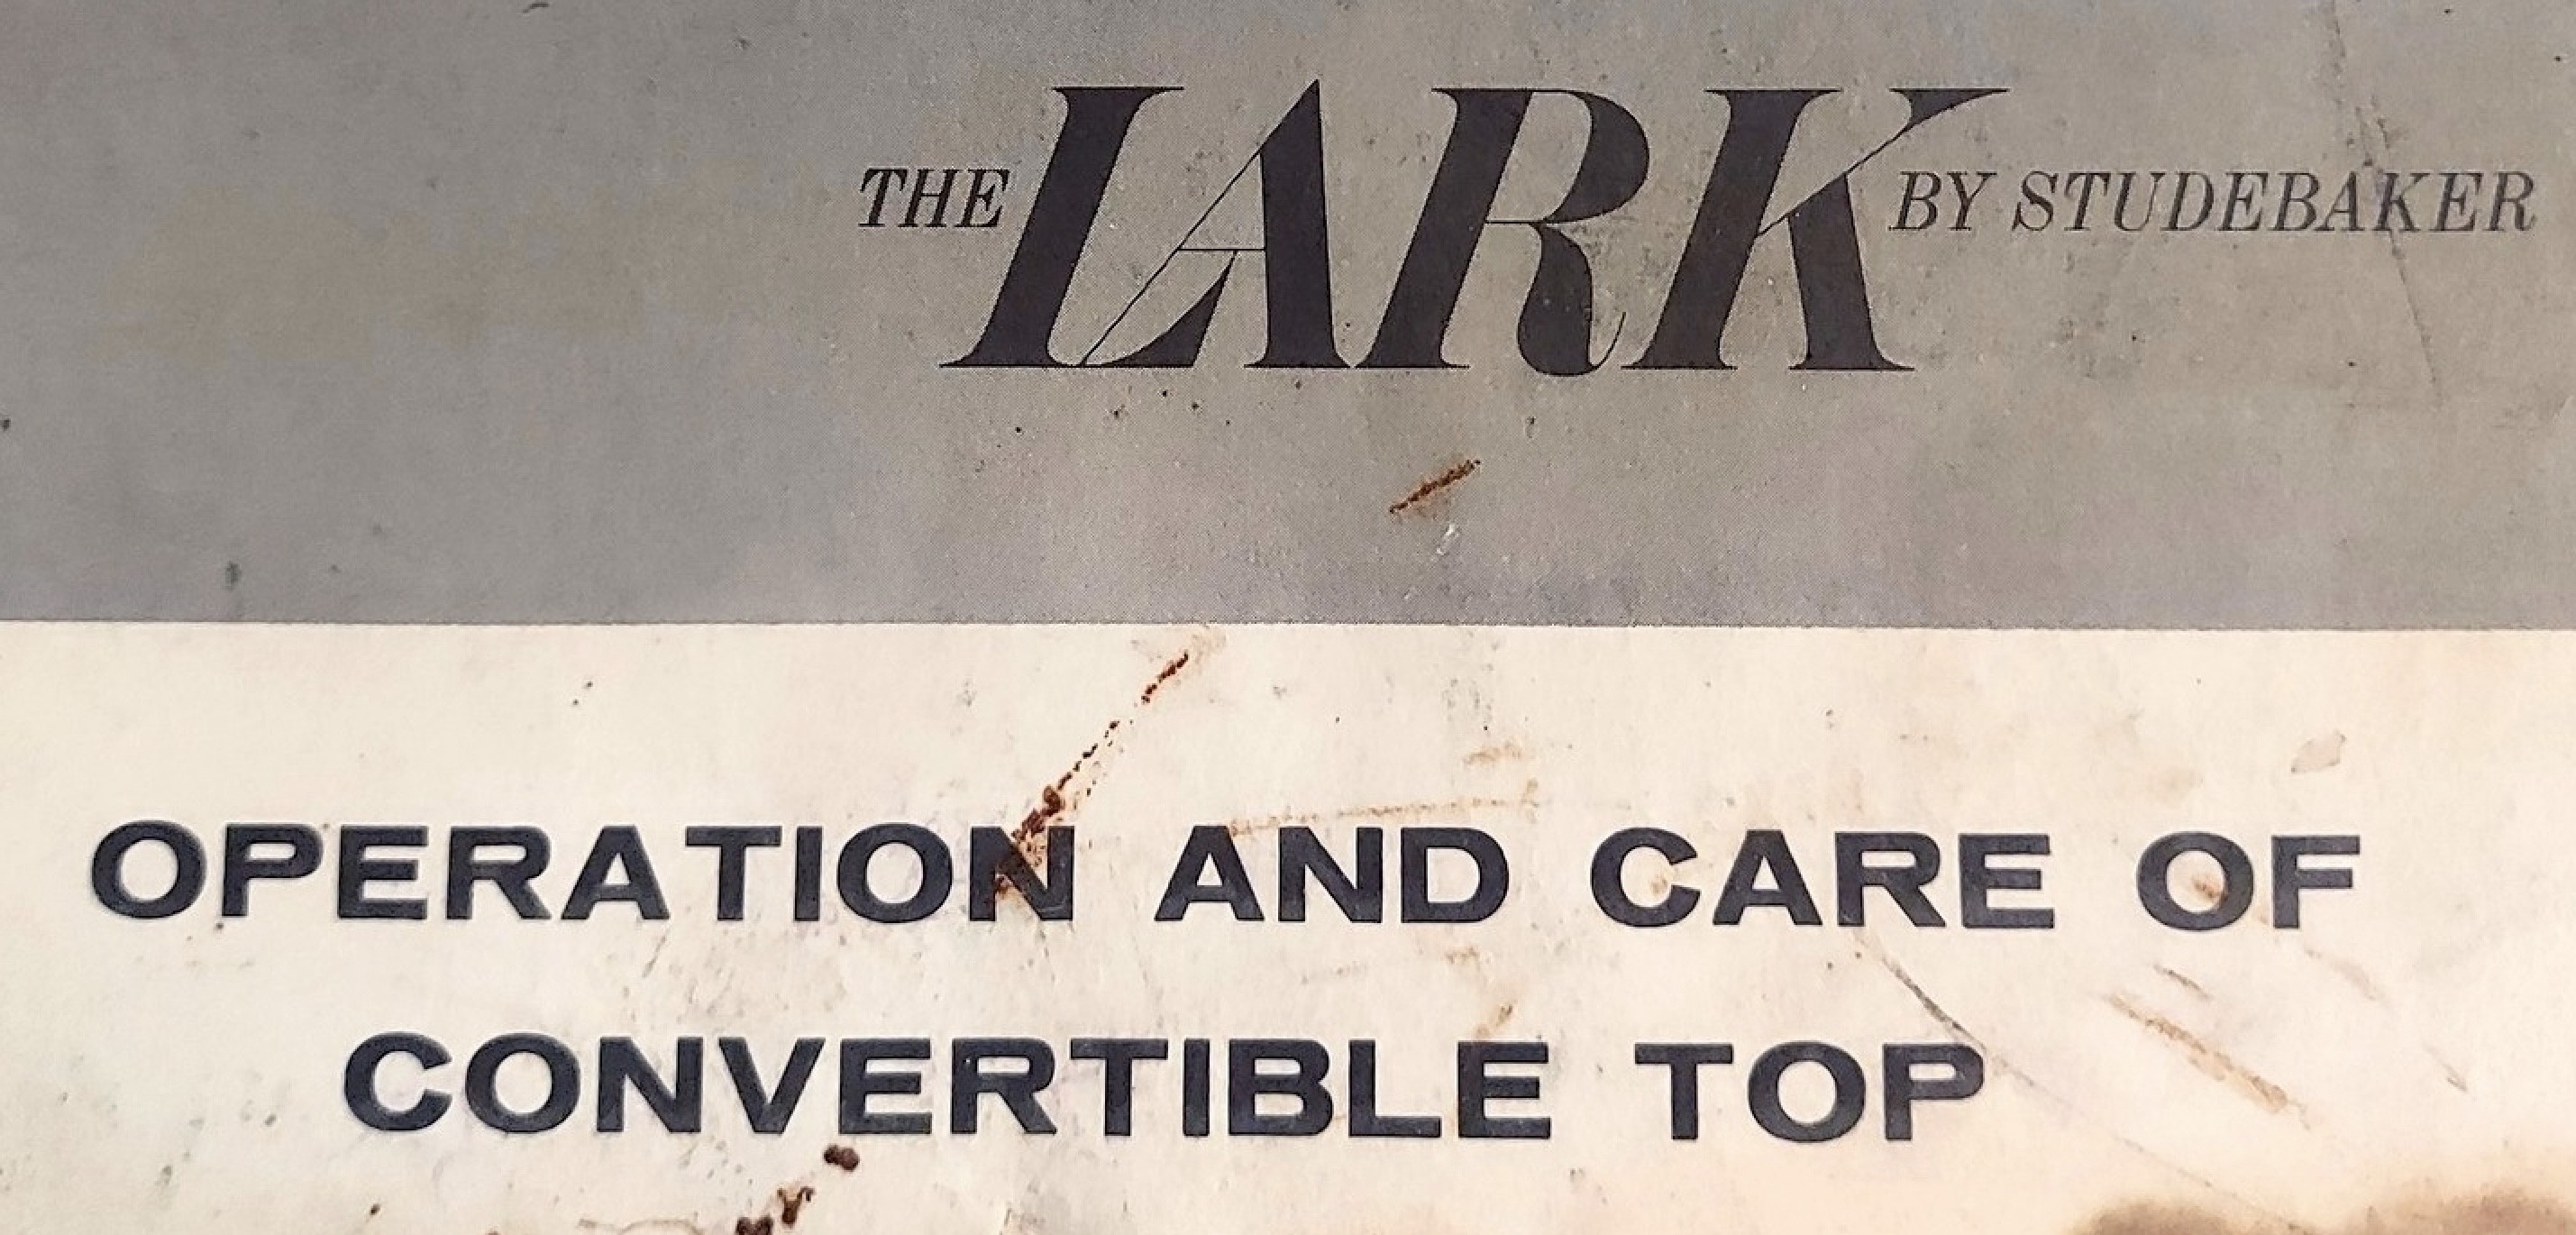 THE LARK BY STUDEBAKER
OPERATION AND CARE OF
CONVERTIBLE TOP